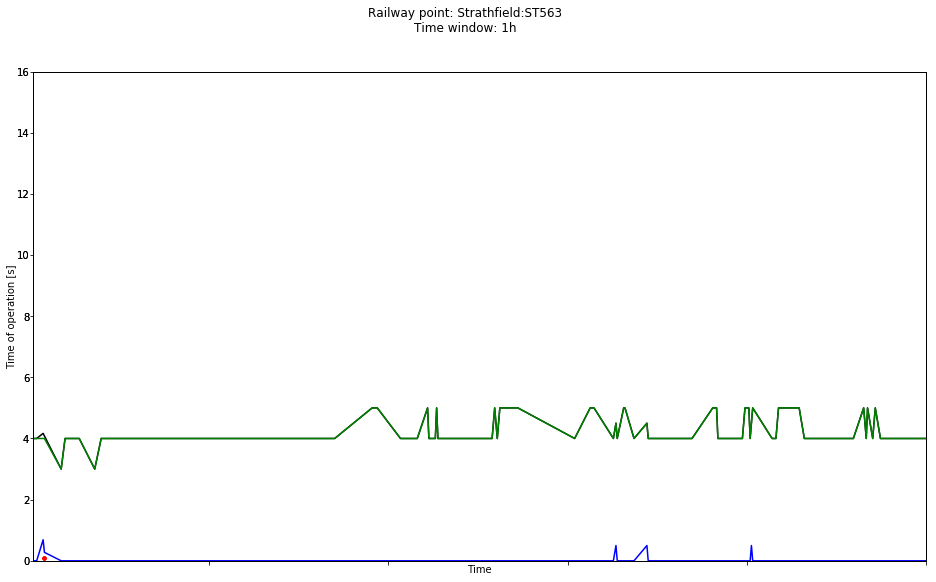 Railway point: Strathfield:ST563
Time window: 1h
16
14
12
10
8
6
4
2
0
Time of operation [s]
Time